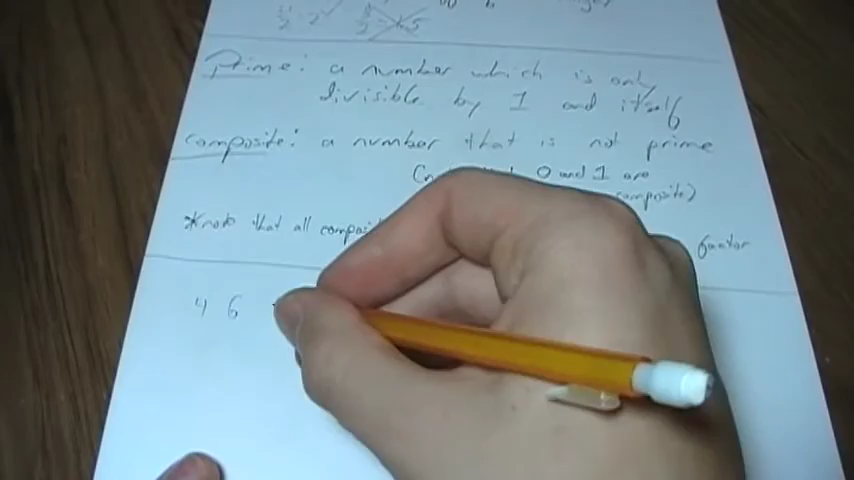 Prime: a number which is only
divisible by 1 and itself
composite: a number that is not prime
0 and 1 are
composite)
*note that all
factor
4 6